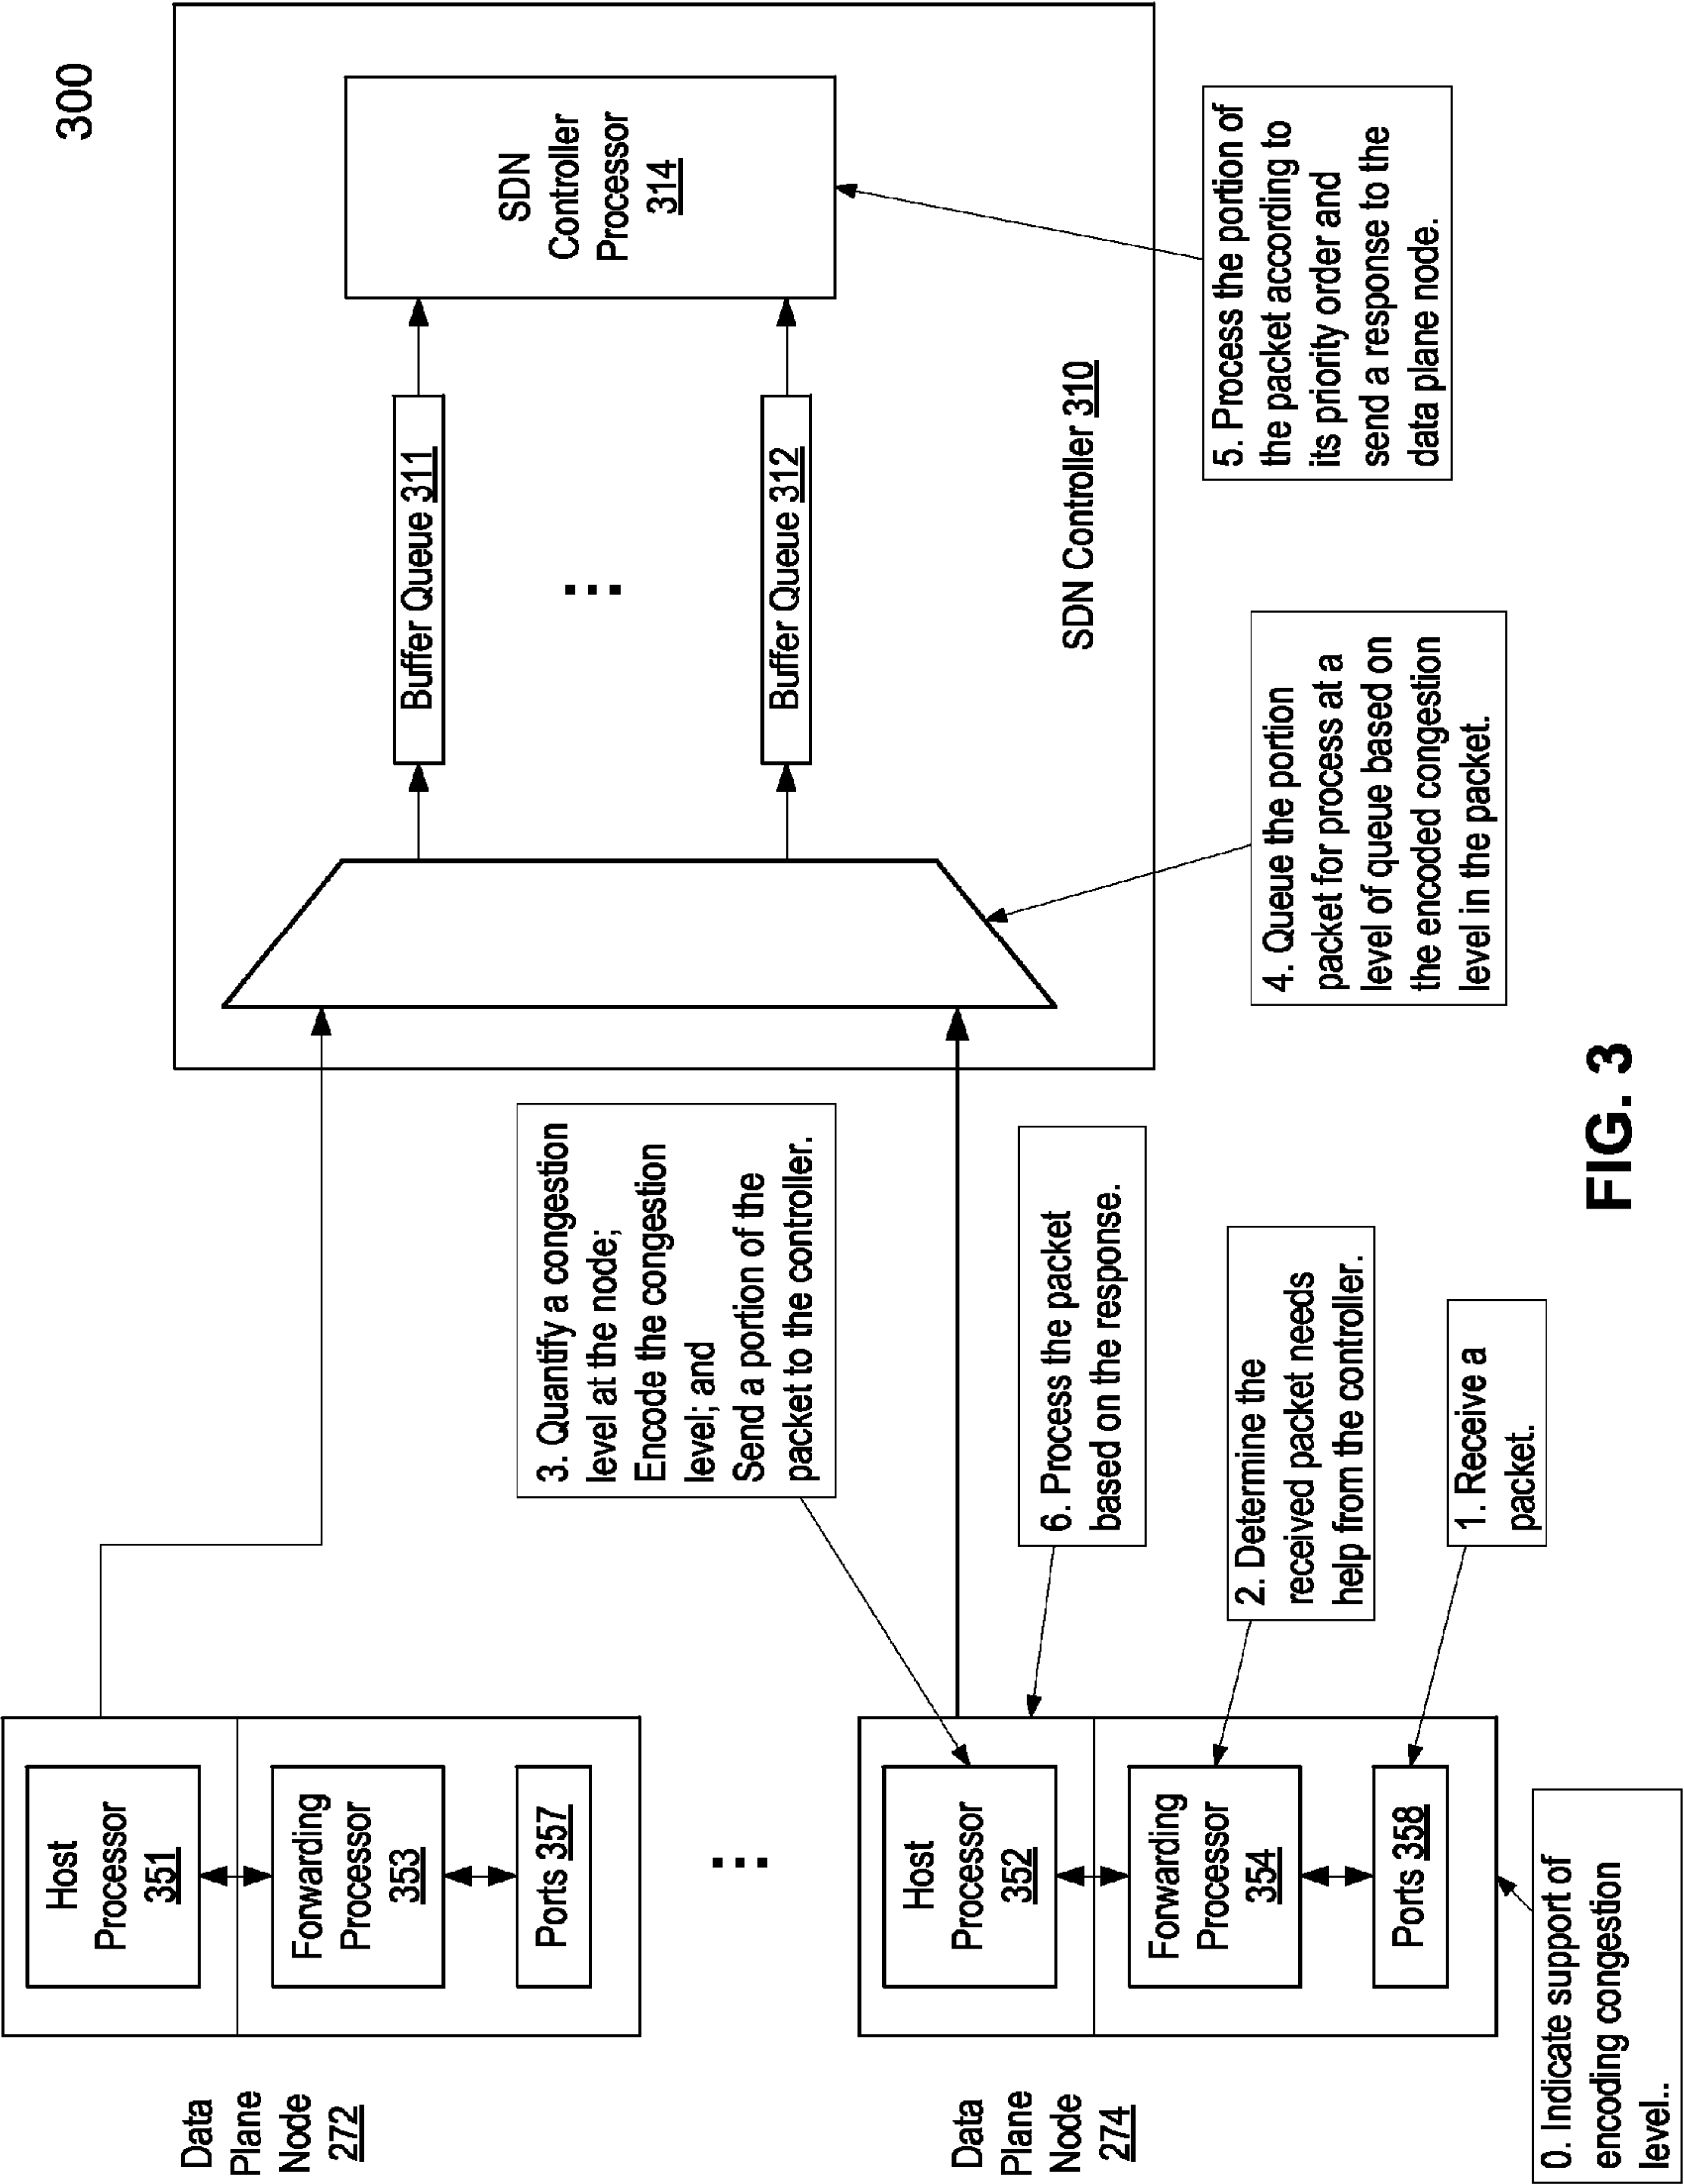 300
Data
Plane
Node
272
Host
Processor
351
Forwarding
Processor
353
Ports 357
Data
Plane
Node
274
Host
Processor
352
Forwarding
Processor
354
Ports 358
0. Indicate support of
encoding congestion
level..
1. Receive a
packet.
2. Determine the
received packet needs
help from the controller.
3. Quantify a congestion
level at the node;
Encode the congestion
level; and
Send a portion of the
packet to the controller.
6. Process the packet
based on the response.
Buffer Queue 311
Buffer Queue 312
SDN
Controller
Processor
314
SDN Controller 310
4. Queue the portion
packet for process at a
level of queue based on
the encoded congestion
level in the packet.
5. Process the portion of
the packet according to
its priority order and
send a response to the
data plane node.
FIG. 3